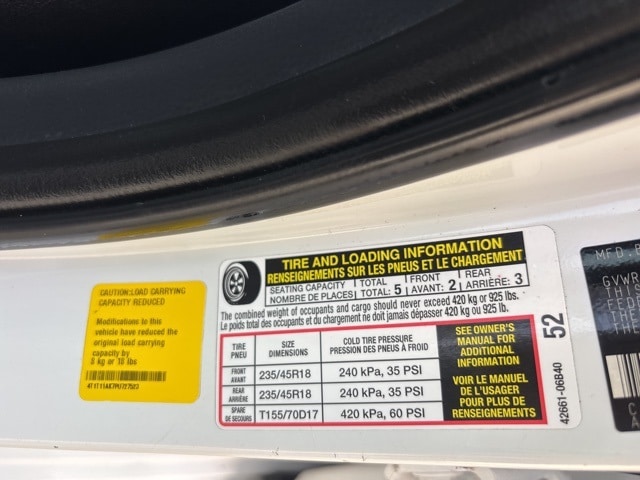 CAUTION:LOAD CARRYING
CAPACITY REDUCED
Modifications to this
vehicle have reduced the
original load carrying
capacity by
8 kg or 18 lbs
TIRE AND LOADING INFORMATION
RENSEIGNEMENTS SUR LES PNEUS ET LE CHARGEMENT
SEATING CAPACITY TOTAL 5 FRONT 2 REAR 3
NOMBRE DE PLACES TOTAL: AVANT: ARRIÈRE:
The combined weight of occupants and cargo should never exceed 420 kg or 925 lbs.
Le poids total des occupants et du chargement ne doit jamais dépasser 420 kg ou 925 lb.
TIRE
PNEU
SIZE
DIMENSIONS
COLD TIRE PRESSURE
PRESSION DES PNEUS À FROID
FRONT
AVANT
235/45R18
240 kPa, 35 PSI
REAR
ARRIÈRE
235/45R18
240 kPa, 35 PSI
SPARE
DE SECOURS
T155/70D17
420 kPa, 60 PSI
SEE OWNER'S
MANUAL FOR
ADDITIONAL
INFORMATION
VOIR LE MANUEL
DE L'USAGER
POUR PLUS DE
RENSEIGNEMENTS
52
42661-06B40
MFD.
GVWR